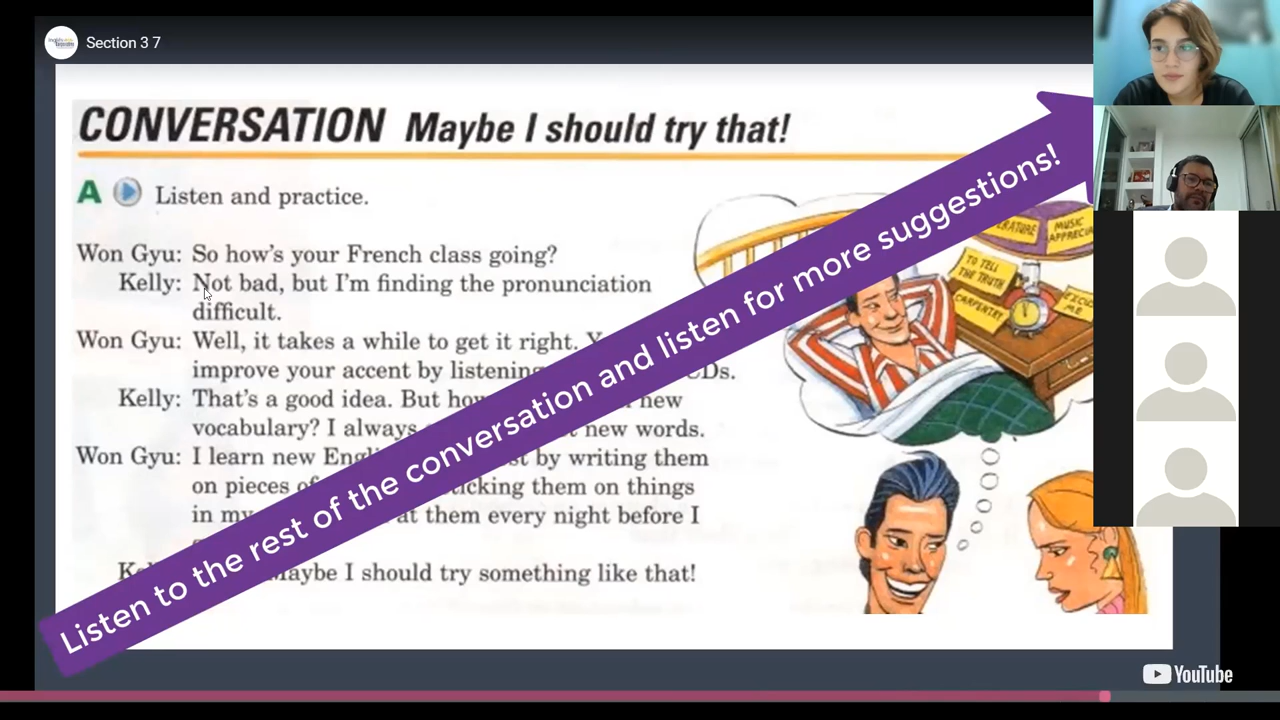 Section 3 7
CONVERSATION Maybe I should try that!
A Listen and practice.
Won Gyu: So how's your French class going?
Kelly: Not bad, but I'm finding the pronunciation
difficult.
Won Gyu: Well, it takes a while to get it right.
improve your accent by listening
Kelly: That's a good idea. But how new
vocabulary? I always new words.
Won Gyu: I learn new by writing them
on pieces sticking them on things
in my at them every night before I
Maybe I should try something like that!
Listen to the rest of the conversation and listen for more suggestions!
MUSIC
TO TELL
THE TRUTH
CARPENTRY
ME
YouTube